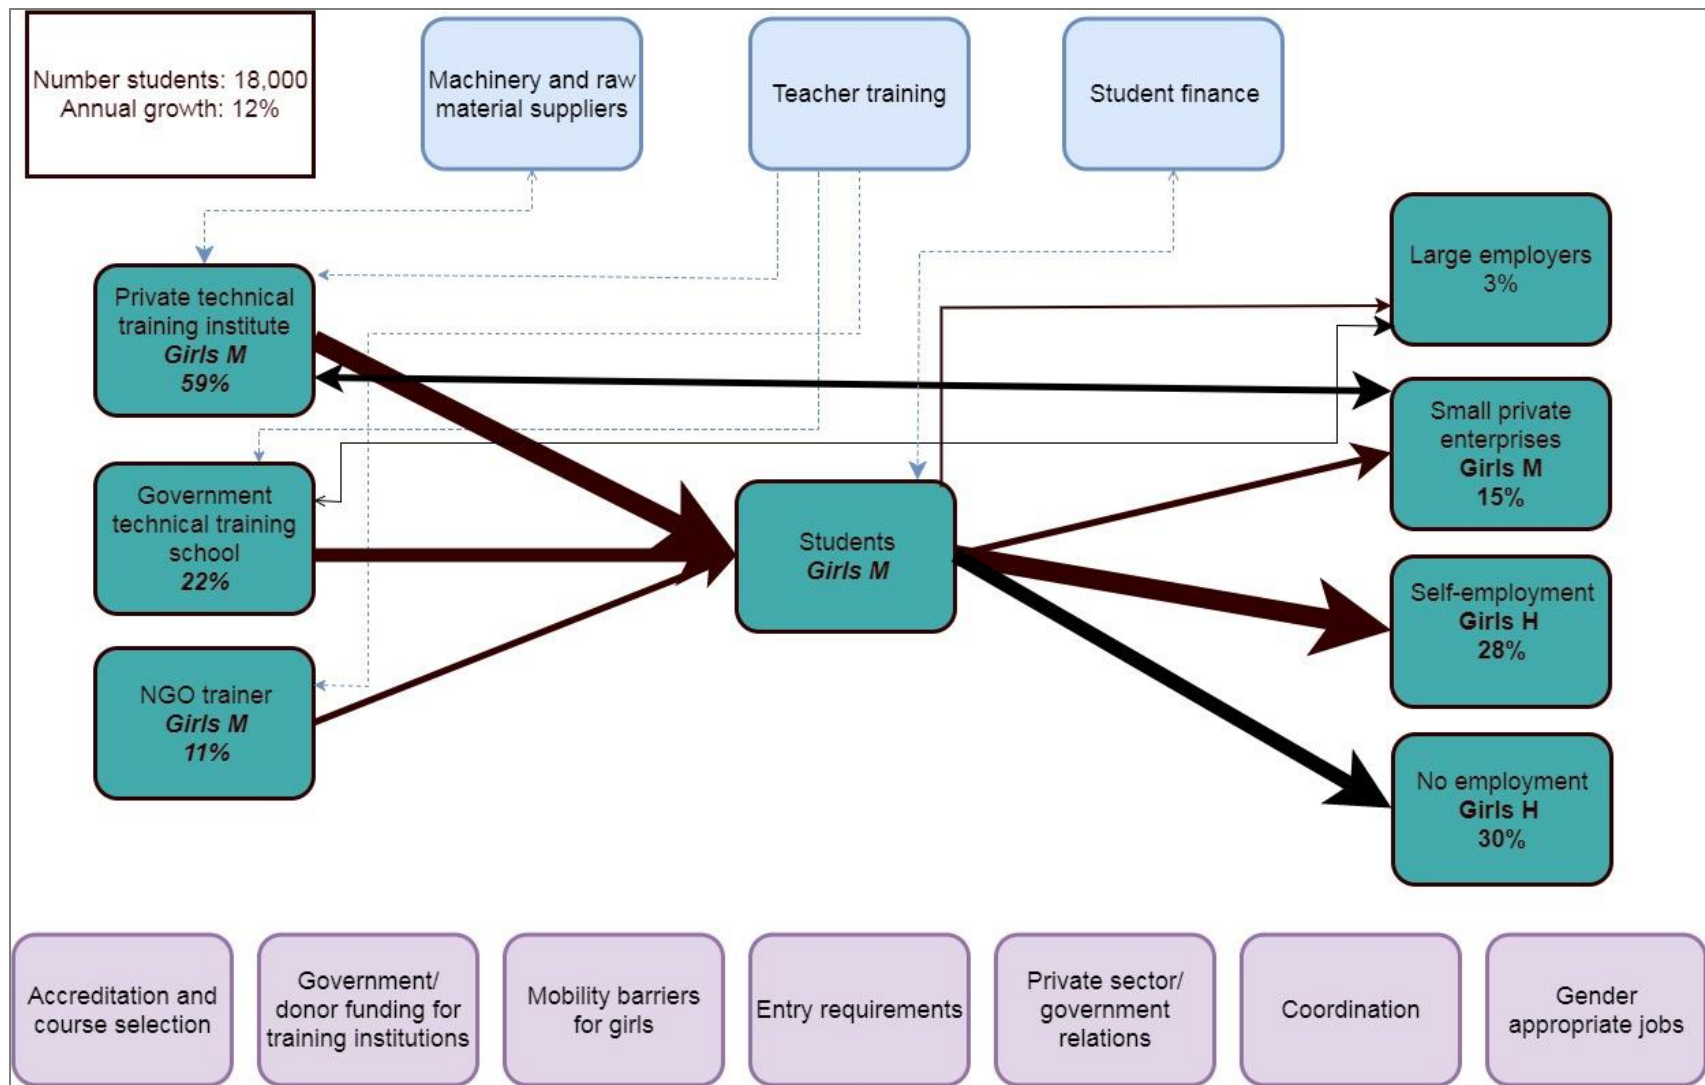 Number students: 18,000
Annual growth: 12%
Machinery and raw
material suppliers
Teacher training
Student finance
Large employers
3%
Private technical
training institute
Girls M
59%
Small private
enterprises
Girls M
15%
Government
technical training
school
22%
Students
Girls M
Self-employment
Girls H
28%
NGO trainer
Girls M
11%
No employment
Girls H
30%
Accreditation and
course selection
Government/
donor funding for
training institutions
Mobility barriers
for girls
Entry requirements
Private sector/
government
relations
Coordination
Gender
appropriate jobs